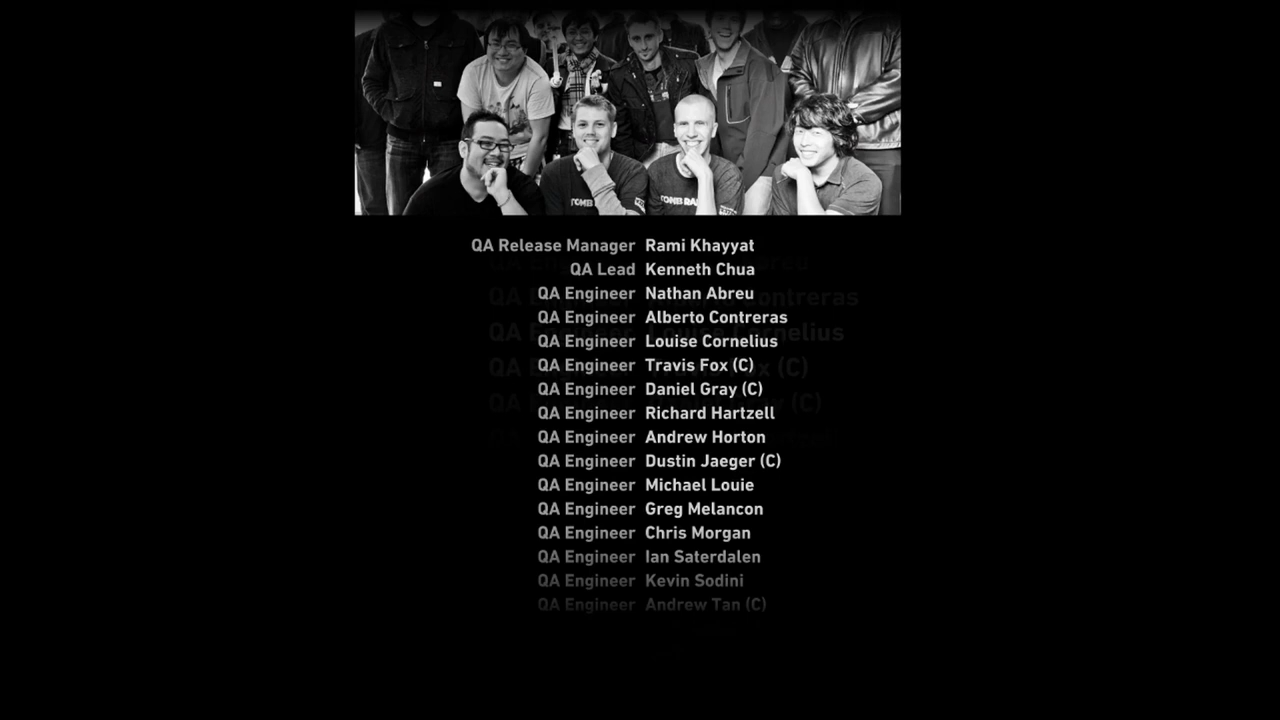 TOMB RAI
QA Release Manager Rami Khayyat
QA Lead Kenneth Chua
QA Engineer Nathan Abreu
QA Engineer Alberto Contreras
QA Engineer Louise Cornelius
QA Engineer Travis Fox (C)
QA Engineer Daniel Gray (C)
QA Engineer Richard Hartzell
QA Engineer Andrew Horton
QA Engineer Dustin Jaeger (C)
QA Engineer Michael Louie
QA Engineer Greg Melancon
QA Engineer Chris Morgan
QA Engineer Ian Saterdalen
QA Engineer Kevin Sodini
QA Engineer Andrew Tan (C)